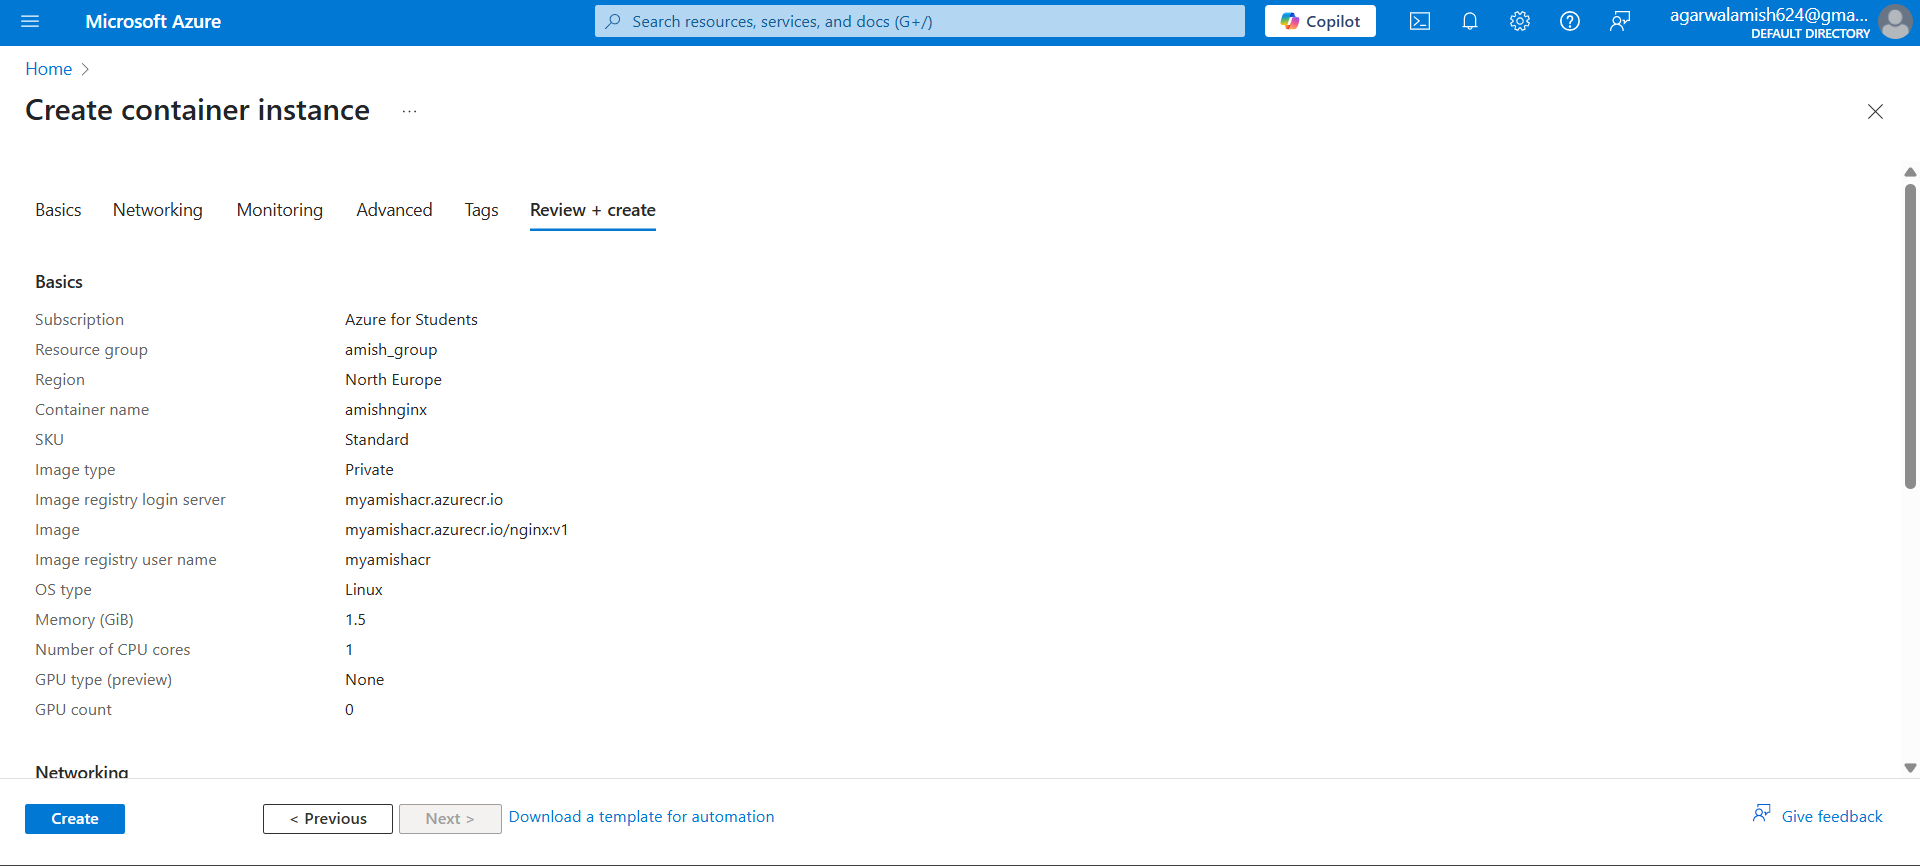 Microsoft Azure
Search resources, services, and docs (G+/)
Copilot
agarwalamish624@gma...
DEFAULT DIRECTORY
Home
Create container instance
...
Basics Networking Monitoring Advanced Tags Review + create
Basics
Subscription Azure for Students
Resource group amish_group
Region North Europe
Container name amishnginx
SKU Standard
Image type Private
Image registry login server myamishacr.azurecr.io
Image myamishacr.azurecr.io/nginx:v1
Image registry user name myamishacr
OS type Linux
Memory (GiB) 1.5
Number of CPU cores 1
GPU type (preview) None
GPU count 0
Networking
Create < Previous Next > Download a template for automation Give feedback